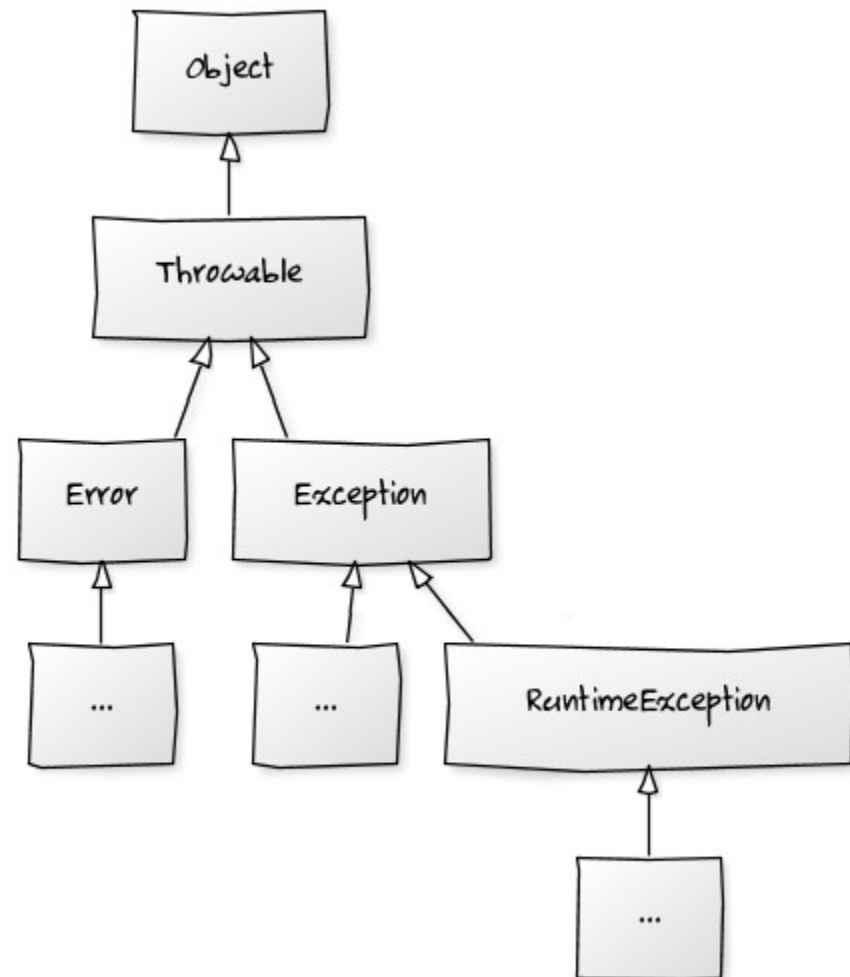 Object
Throwable
Error
Exception
...
...
RuntimeException
...